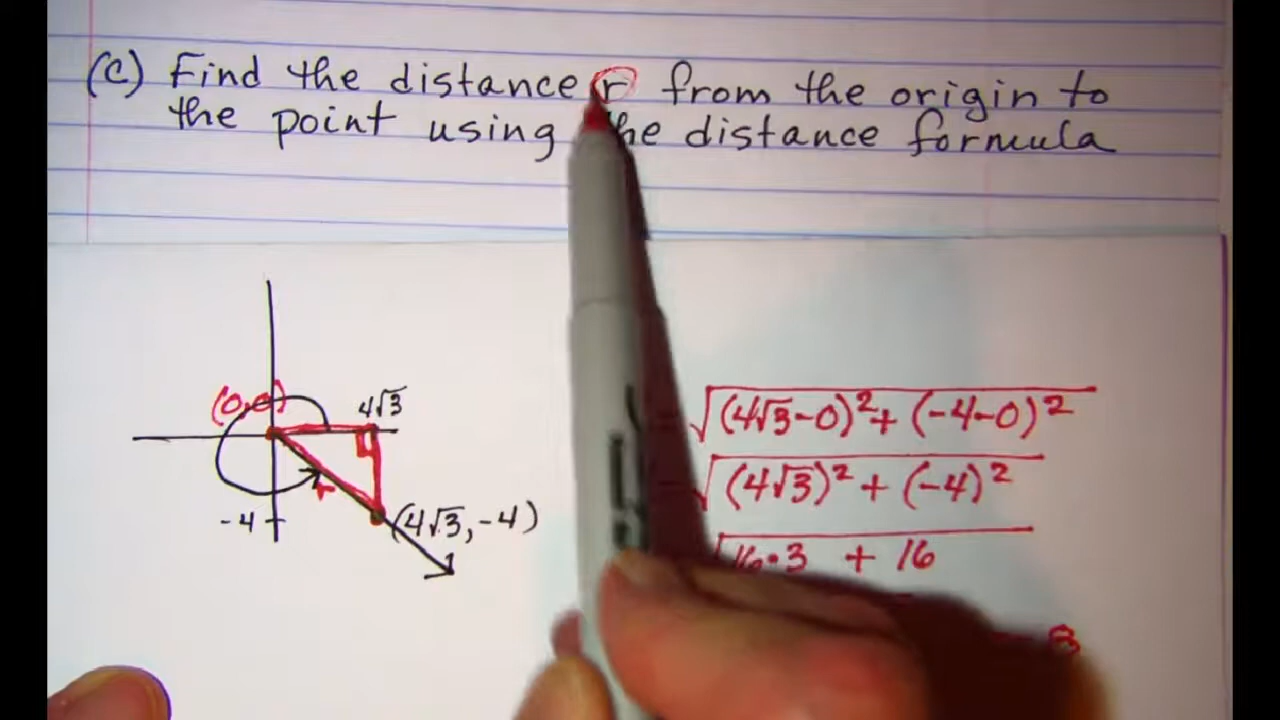 (c) Find the distance r from the origin to
the point using the distance formula
(0,0)
4√3
r
-4
(4√3, -4)
√(4√3-0)²+(-4-0)²
√(4√3)²+(-4)²
√16·3 + 16
8